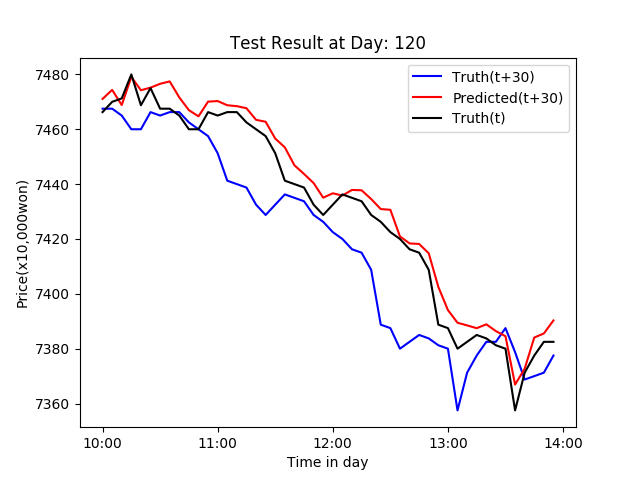 Test Result at Day: 120
Truth(t+30)
Predicted(t+30)
Truth(t)
7480
7460
7440
7420
7400
7380
7360
Price(x10,000won)
10:00 11:00 12:00 13:00 14:00
Time in day